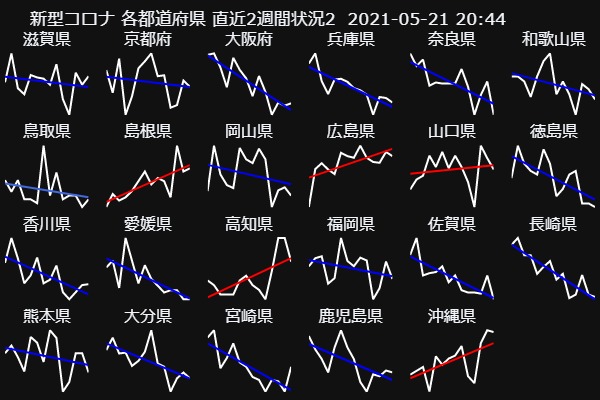 新型コロナ 各都道府県 直近2週間状況2 2021-05-21 20:44
滋賀県 京都府 大阪府 兵庫県 奈良県 和歌山県
鳥取県 島根県 岡山県 広島県 山口県 徳島県
香川県 愛媛県 高知県 福岡県 佐賀県 長崎県
熊本県 大分県 宮崎県 鹿児島県 沖縄県